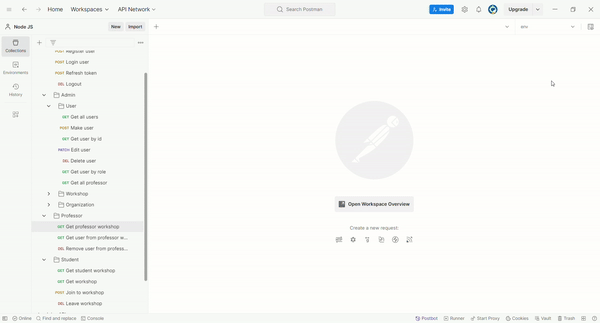 Home Workspaces API Network Search Postman Invite Upgrade
Node JS New Import
Collections
Environments
History
POST Register user
POST Login user
POST Refresh token
DEL Logout
Admin
User
GET Get all users
POST Make user
GET Get user by id
PATCH Edit user
DEL Delete user
GET Get user by role
GET Get all professor
Workshop
Organization
Professor
GET Get professor workshop
GET Get user from professor w...
DEL Remove user from profess...
Student
GET Get student workshop
GET Get workshop
POST Join to workshop
DEL Leave workshop
Open Workspace Overview
Create a new request:
Online Find and replace Console Postbot Runner Start Proxy Cookies Vault Trash